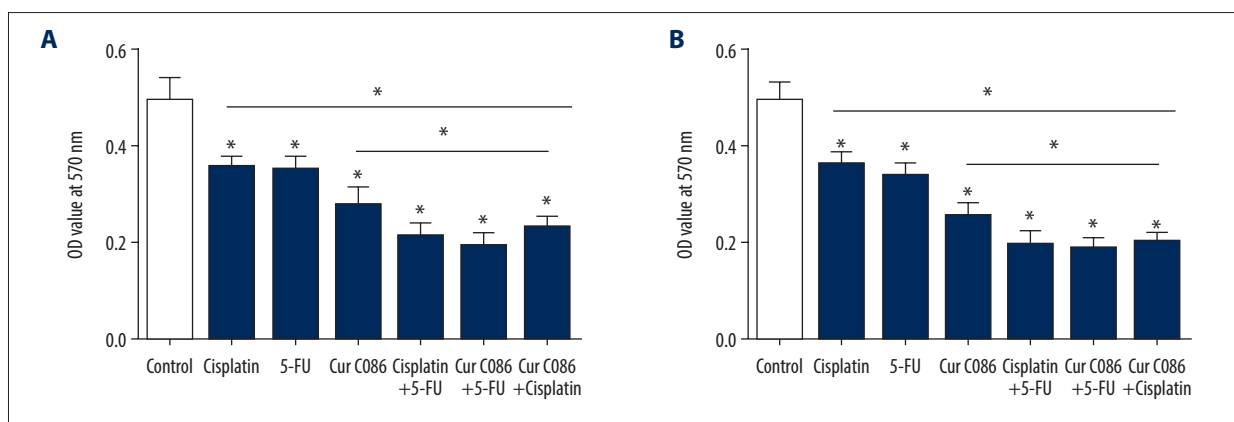 A
0.6
0.4
0.2
0.0
OD value at 570 nm
*
*
*
*
*
*
*
*
Control
Cisplatin
5-FU
Cur C086
Cisplatin
+5-FU
Cur C086
+5-FU
Cur C086
+Cisplatin
B
0.6
0.4
0.2
0.0
OD value at 570 nm
*
*
*
*
*
*
*
*
Control
Cisplatin
5-FU
Cur C086
Cisplatin
+5-FU
Cur C086
+5-FU
Cur C086
+Cisplatin